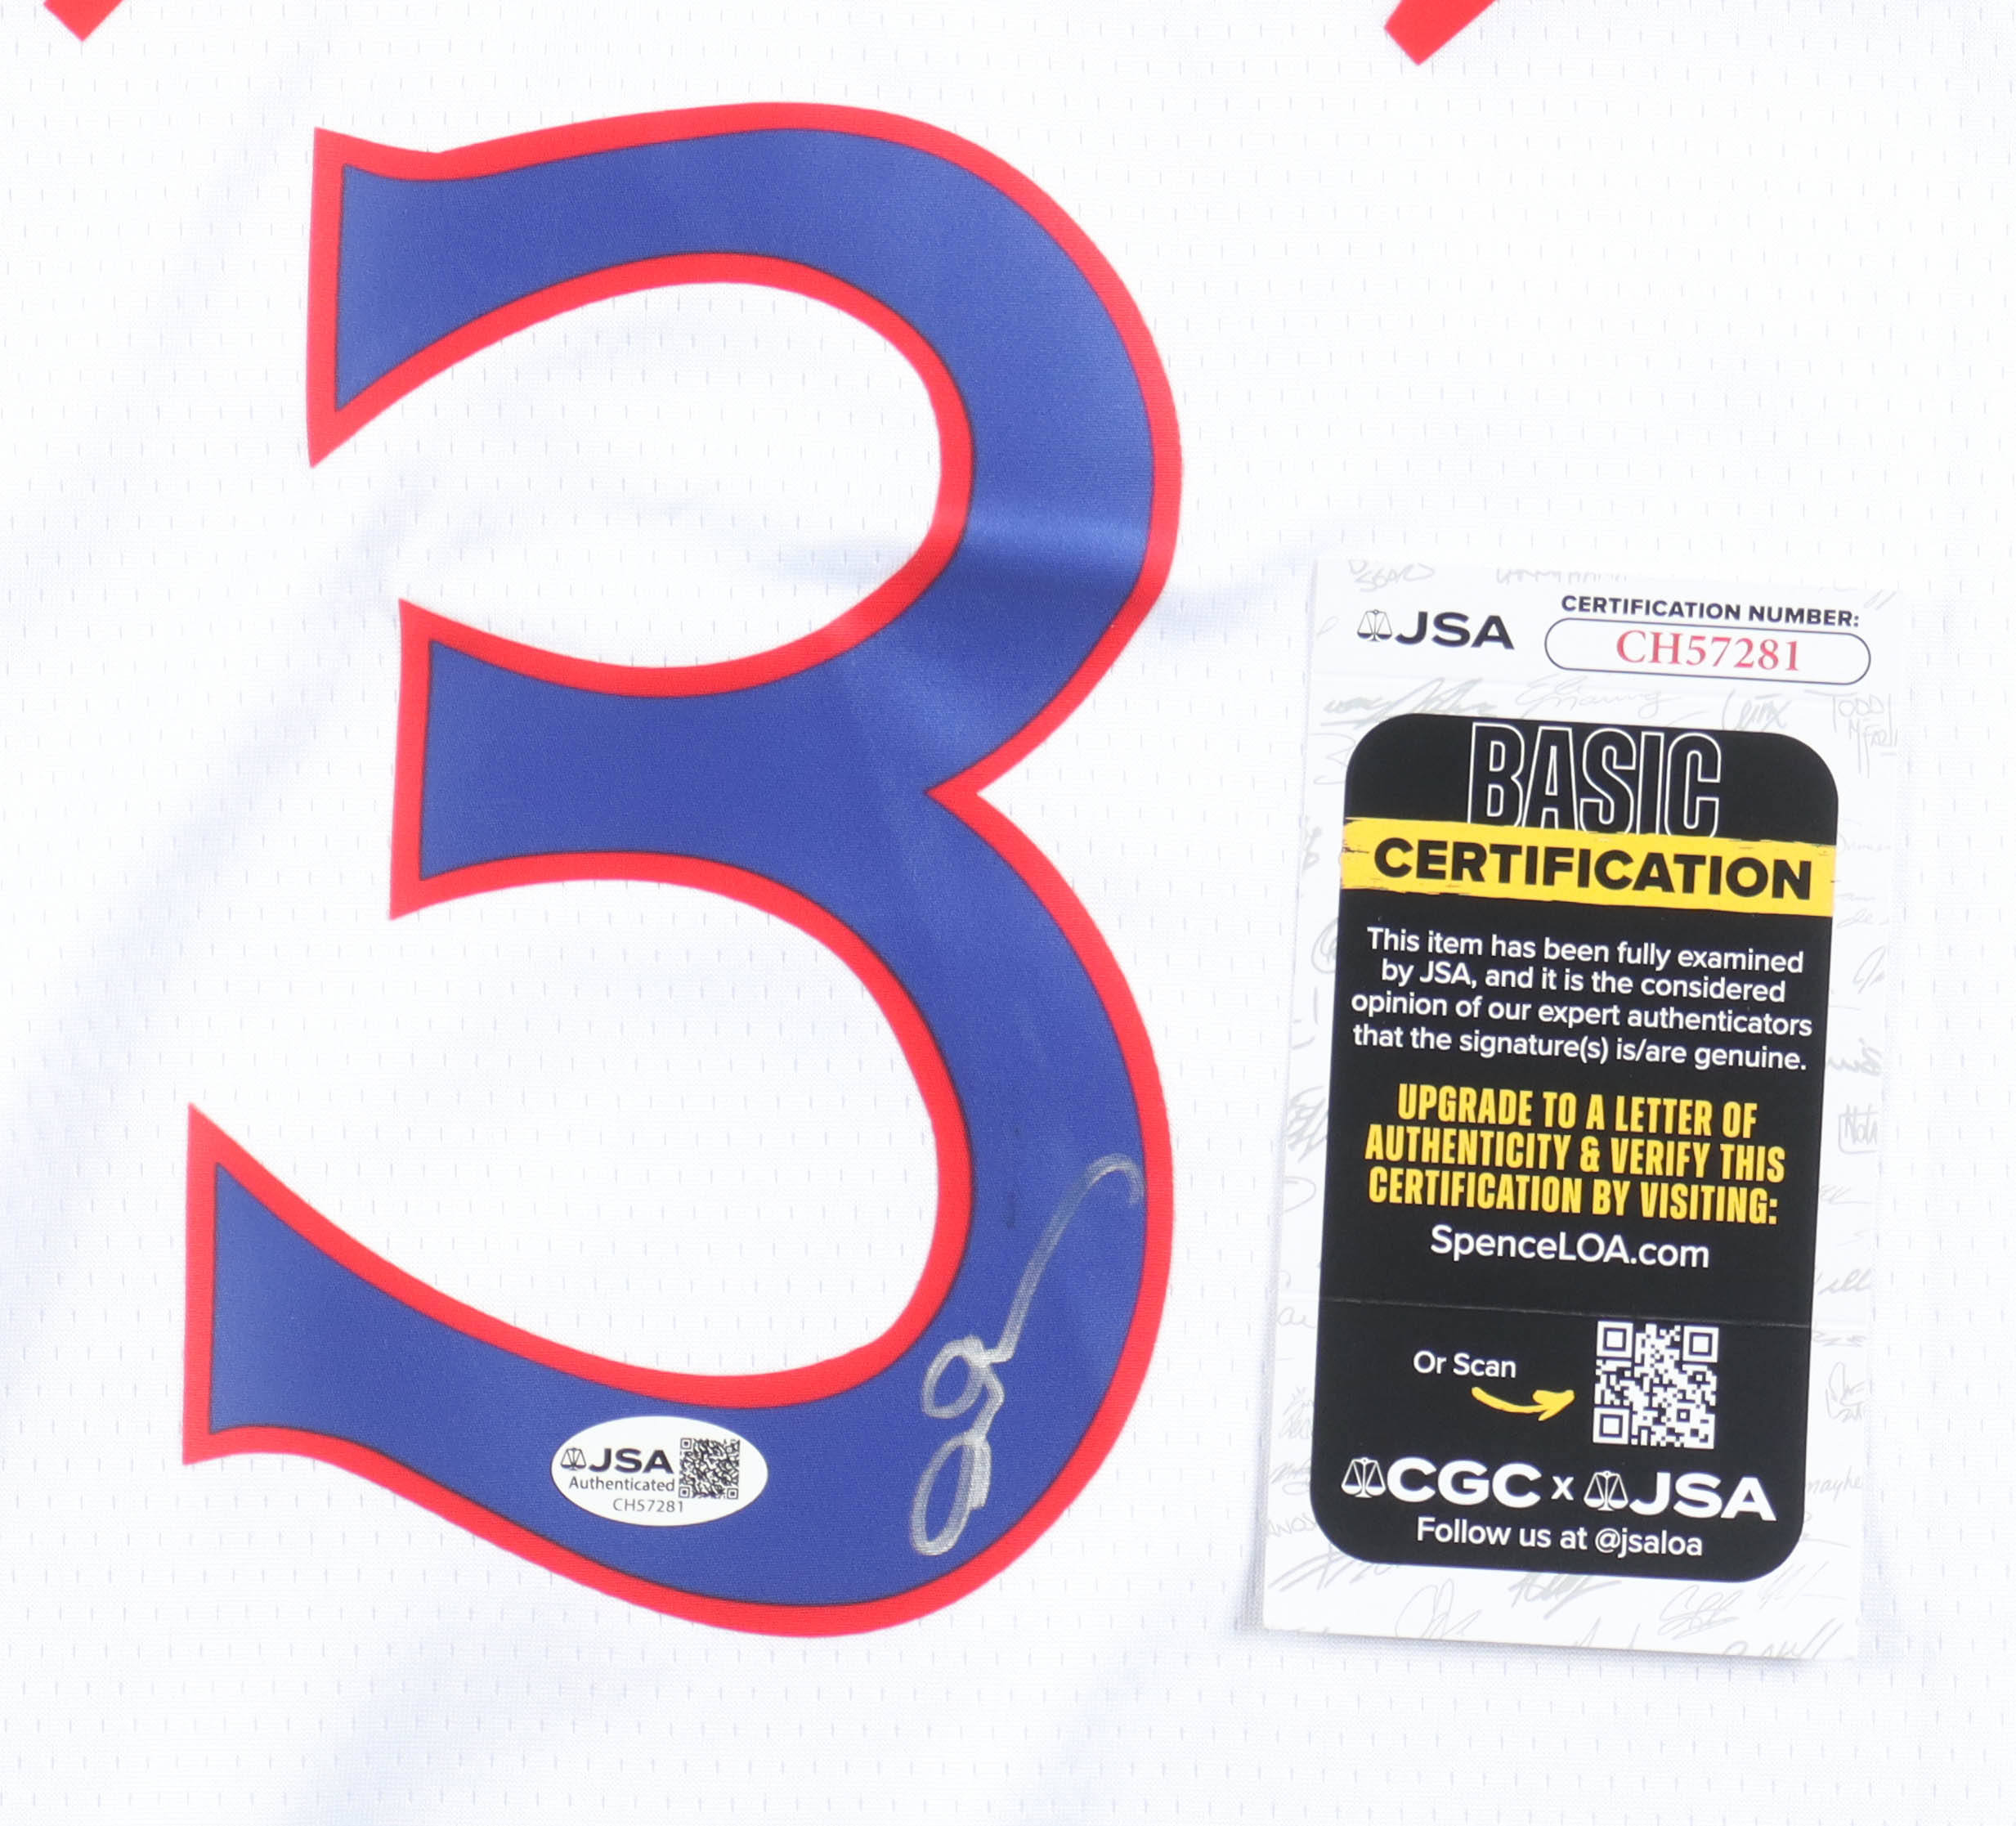 3
JSA
Authenticated
CH57281
JSA
CERTIFICATION NUMBER:
CH57281
BASIC
CERTIFICATION
This item has been fully examined
by JSA, and it is the considered
opinion of our expert authenticators
that the signature(s) is/are genuine.
UPGRADE TO A LETTER OF
AUTHENTICITY & VERIFY THIS
CERTIFICATION BY VISITING:
SpenceLOA.com
Or Scan
CGC x JSA
Follow us at @jsaloa